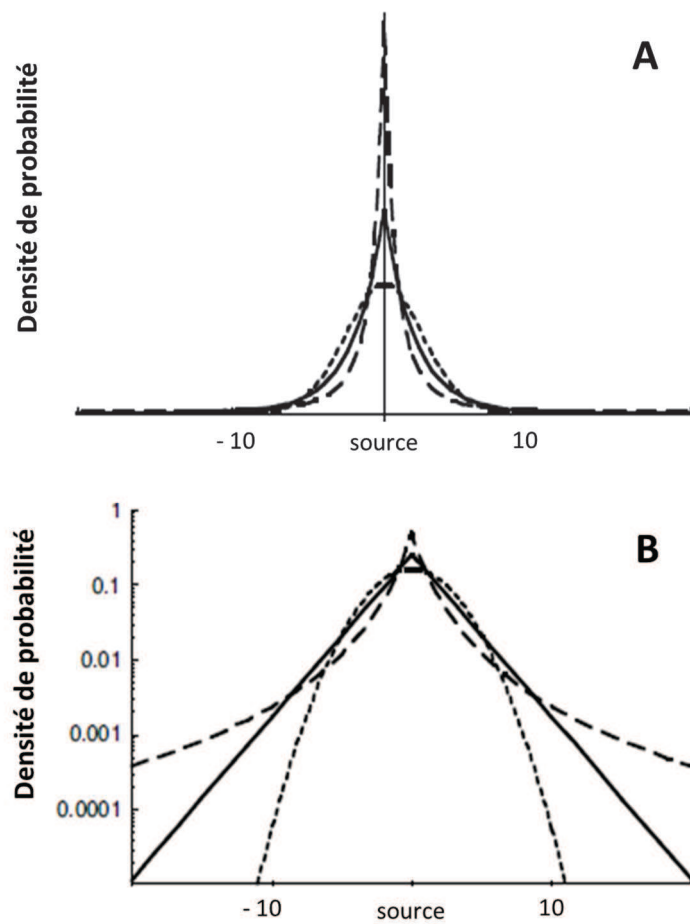 A
Densité de probabilité
- 10
source
10
1
B
0.1
0.01
0.001
0.0001
Densité de probabilité
- 10
source
10